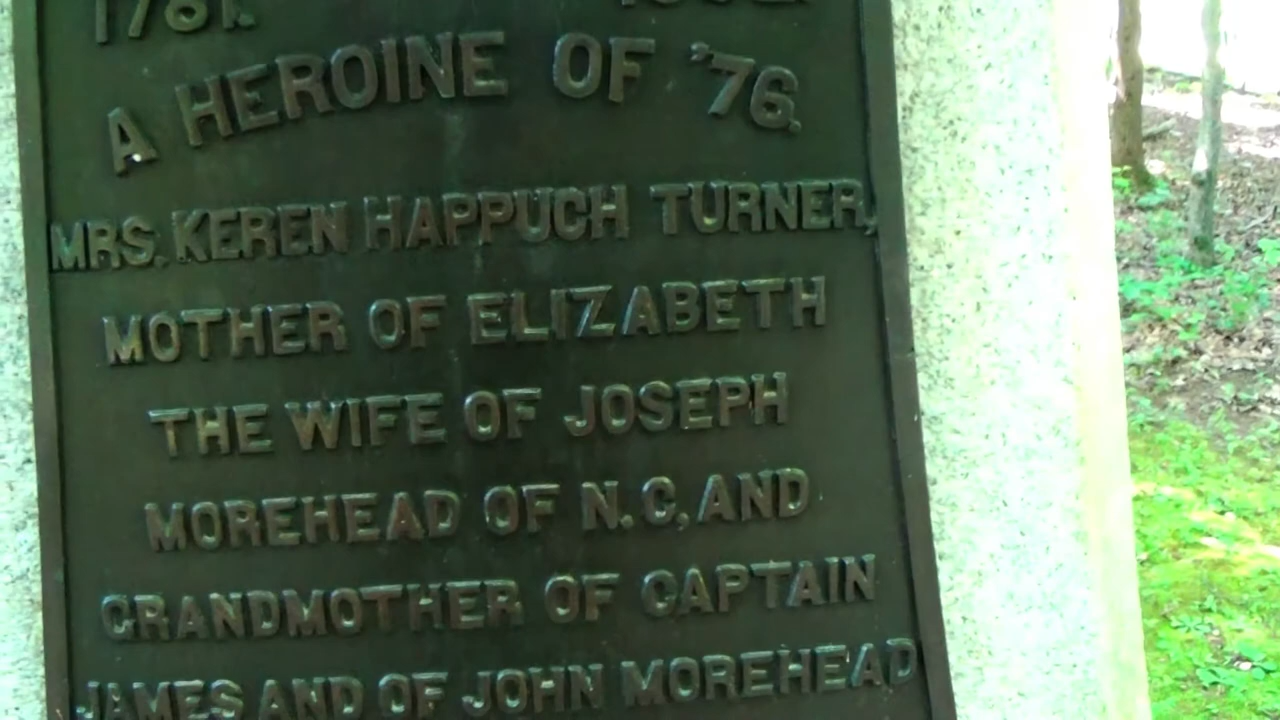 1781.
A HEROINE OF '76.
MRS. KEREN HAPPUCH TURNER,
MOTHER OF ELIZABETH
THE WIFE OF JOSEPH
MOREHEAD OF N.C., AND
GRANDMOTHER OF CAPTAIN
JAMES AND OF JOHN MOREHEAD